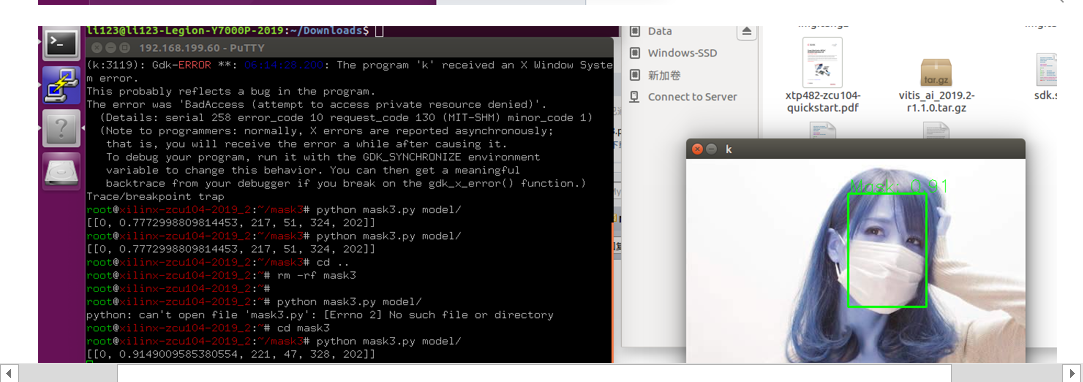 li123@li123-Legion-Y7000P-2019:~/Downloads$
192.168.199.60 - PuTTY
(k:3119): Gdk-ERROR **: 06:14:28.200: The program 'k' received an X Window Syste
m error.
This probably reflects a bug in the program.
The error was 'BadAccess (attempt to access private resource denied)'.
(Details: serial 258 error_code 10 request_code 130 (MIT-SHM) minor_code 1)
(Note to programmers: normally, X errors are reported asynchronously;
that is, you will receive the error a while after causing it.
To debug your program, run it with the GDK_SYNCHRONIZE environment
variable to change this behavior. You can then get a meaningful
backtrace from your debugger if you break on the gdk_x_error() function.)
Trace/breakpoint trap
root@xilinx-zcu104-2019_2:~/mask3# python mask3.py model/
[[0, 0.7772998809814453, 217, 51, 324, 202]]
root@xilinx-zcu104-2019_2:~/mask3# python mask3.py model/
[[0, 0.7772998809814453, 217, 51, 324, 202]]
root@xilinx-zcu104-2019_2:~/mask3# cd ..
root@xilinx-zcu104-2019_2:~# rm -rf mask3
root@xilinx-zcu104-2019_2:~#
root@xilinx-zcu104-2019_2:~# python mask3.py model/
python: can't open file 'mask3.py': [Errno 2] No such file or directory
root@xilinx-zcu104-2019_2:~# cd mask3
root@xilinx-zcu104-2019_2:~/mask3# python mask3.py model/
[[0, 0.9149009585380554, 221, 47, 328, 202]]
Data
Windows-SSD
新加卷
Connect to Server
xtp482-zcu104-
quickstart.pdf
tar.gz
vitis_ai_2019.2-
r1.1.0.tar.gz
k